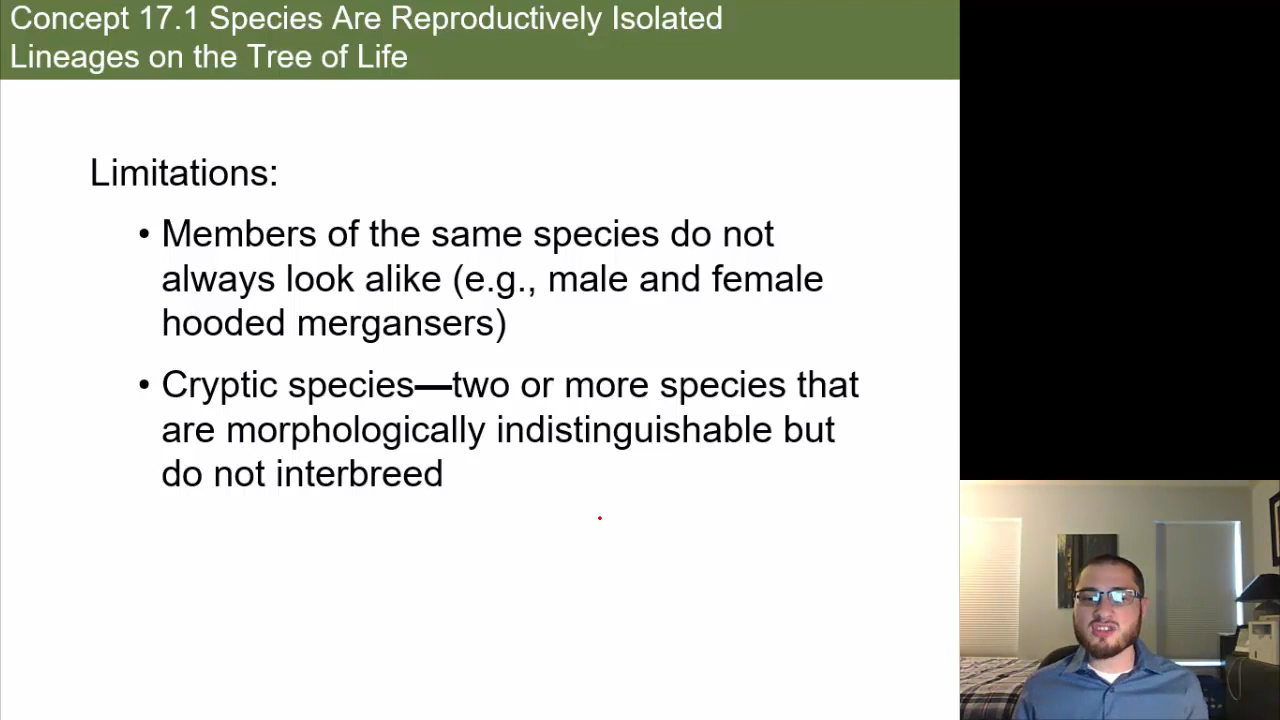 Concept 17.1 Species Are Reproductively Isolated
Lineages on the Tree of Life
Limitations:
• Members of the same species do not
always look alike (e.g., male and female
hooded mergansers)
• Cryptic species—two or more species that
are morphologically indistinguishable but
do not interbreed